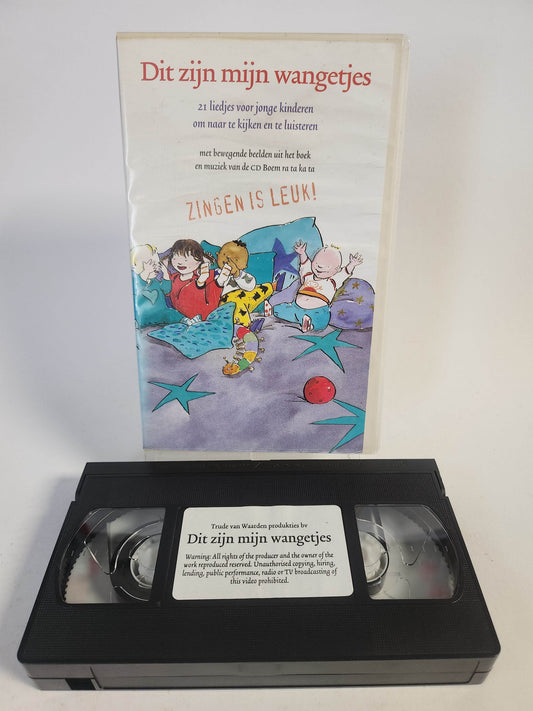 Dit zijn mijn wangetjes
21 liedjes voor jonge kinderen
om naar te kijken en te luisteren
met bewegende beelden uit het boek
en muziek van de CD Boem ra ta ka ta
ZINGEN IS LEUK!
Trude van Waarden produkties bv
Dit zijn mijn wangetjes
Warning: All rights of the producer and the owner of the
work reproduced reserved. Unauthorised copying, hiring,
lending, public performance, radio or TV broadcasting of
this video prohibited.